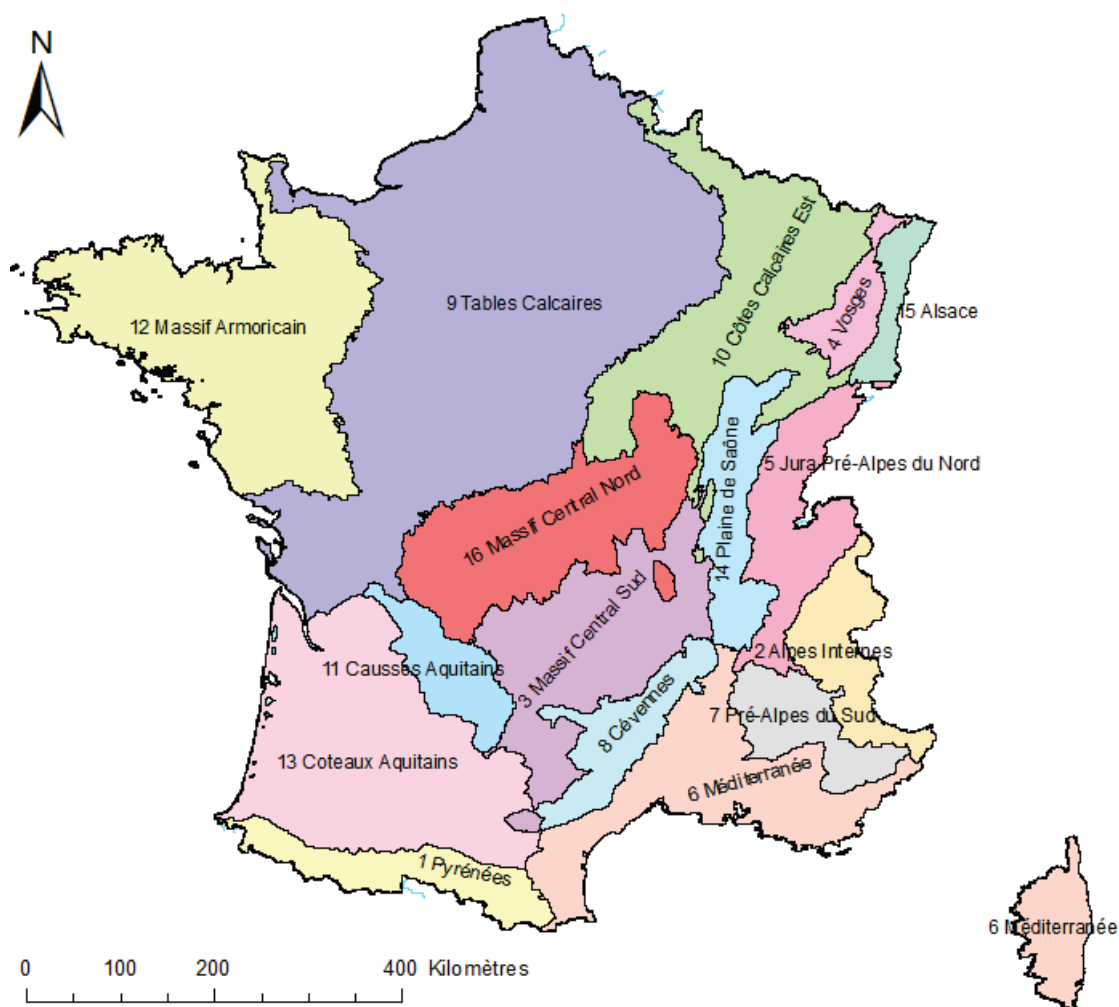 N
9 Tables Calcaires
10 Côtes Calcaires Est
4 Vosges
15 Alsace
12 Massif Armoricain
16 Massif Central Nord
14 Plaine de Saône
5 Jura Pré-Alpes du Nord
3 Massif Central Sud
2 Alpes Internes
11 Causses Aquitains
7 Pré-Alpes du Sud
8 Cévennes
13 Coteaux Aquitains
6 Méditerranée
1 Pyrénées
6 Méditerranée
0 100 200 400 Kilomètres